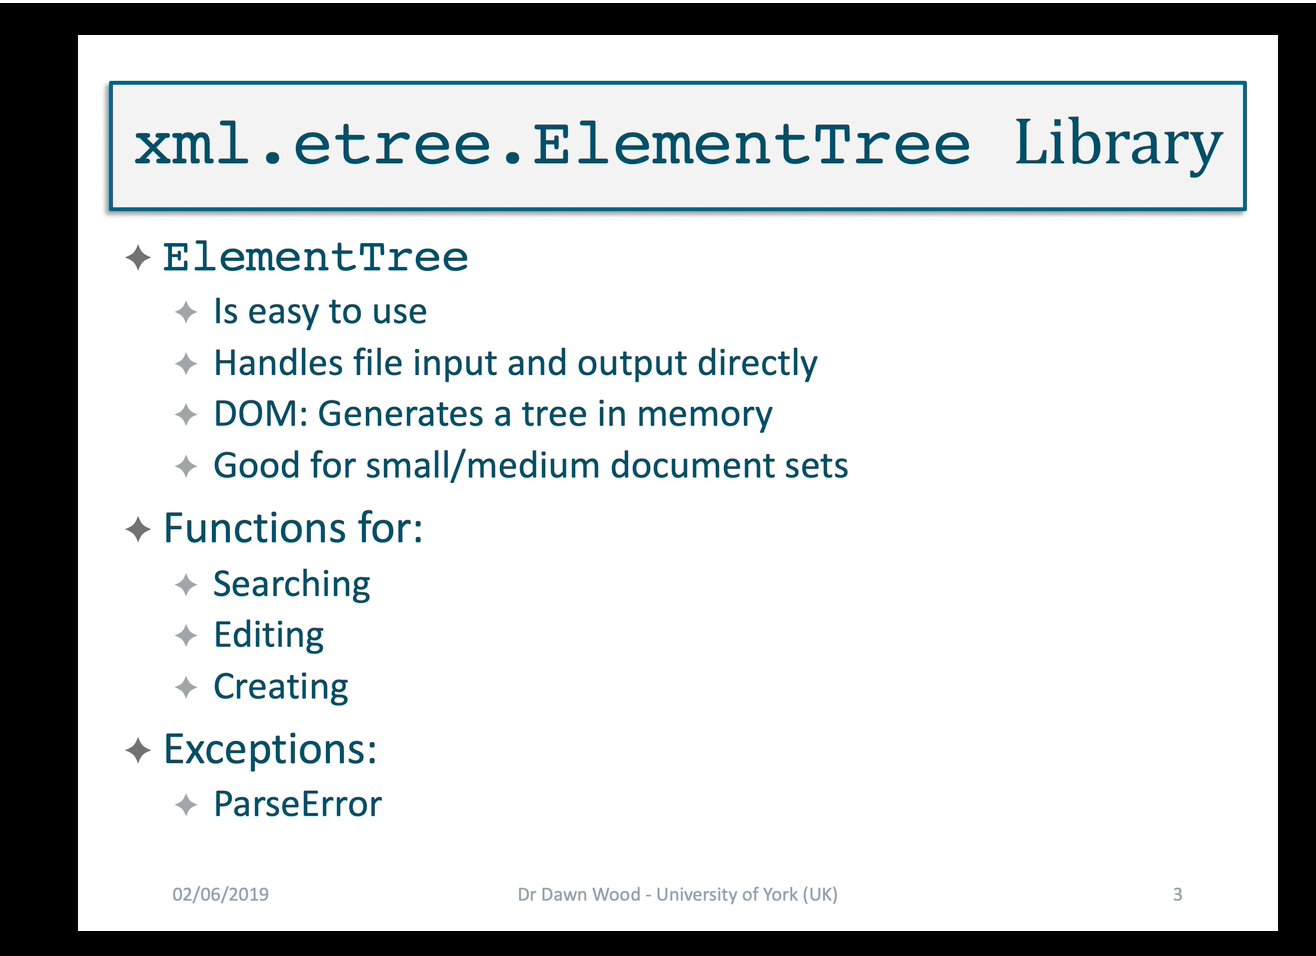 xml.etree.ElementTree Library
ElementTree
Is easy to use
Handles file input and output directly
DOM: Generates a tree in memory
Good for small/medium document sets
Functions for:
Searching
Editing
Creating
Exceptions:
ParseError
02/06/2019
Dr Dawn Wood - University of York (UK)
3